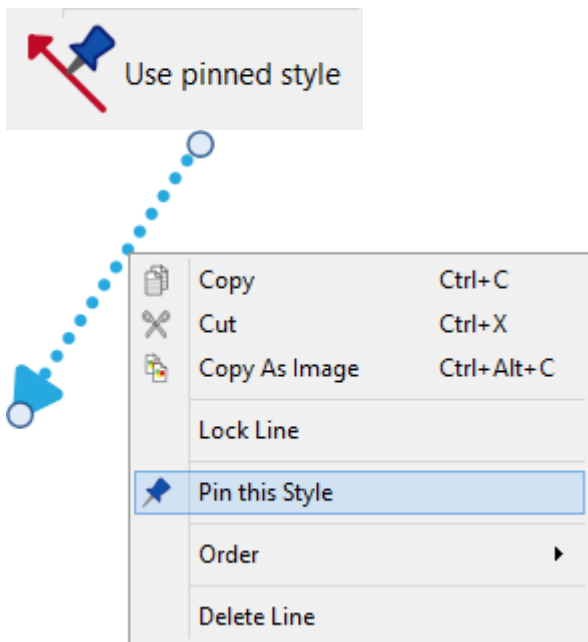 Use pinned style
Copy Ctrl+C
Cut Ctrl+X
Copy As Image Ctrl+Alt+C
Lock Line
Pin this Style
Order
Delete Line